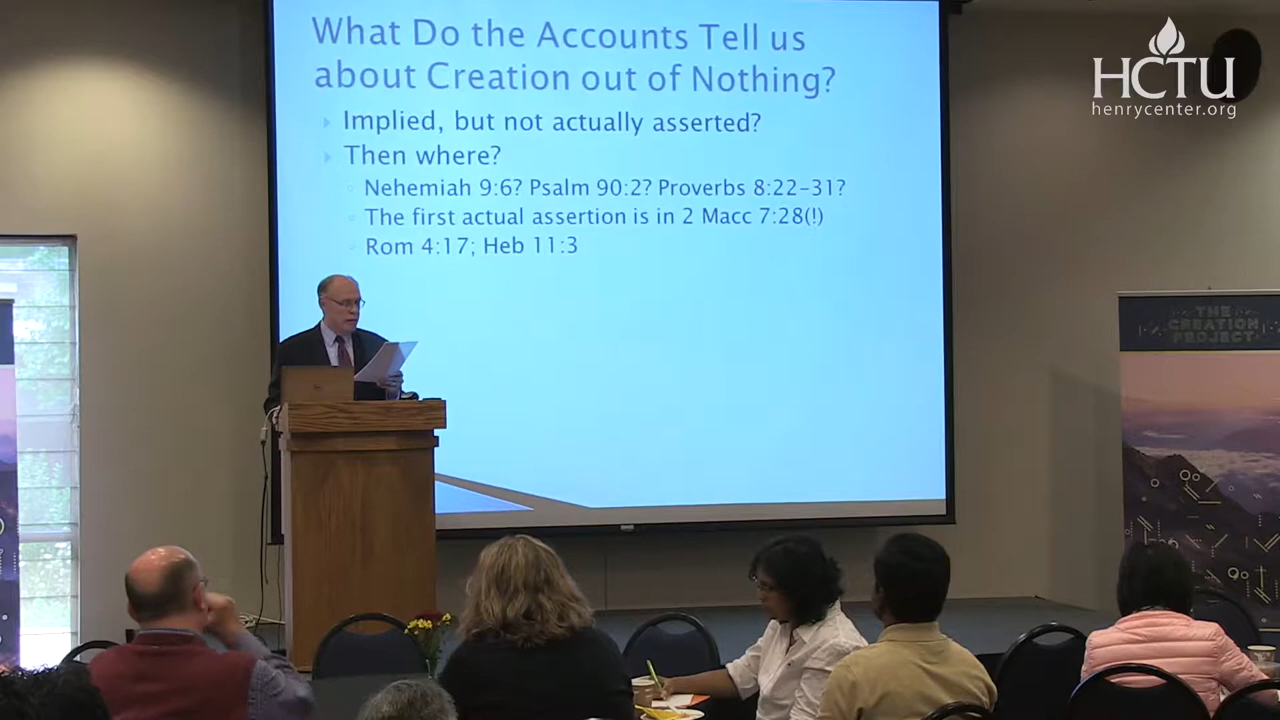 What Do the Accounts Tell us
about Creation out of Nothing?
Implied, but not actually asserted?
Then where?
Nehemiah 9:6? Psalm 90:2? Proverbs 8:22-31?
The first actual assertion is in 2 Macc 7:28(!)
Rom 4:17; Heb 11:3
HCTU
henrycenter.org
THE
CREATION
PROJECT